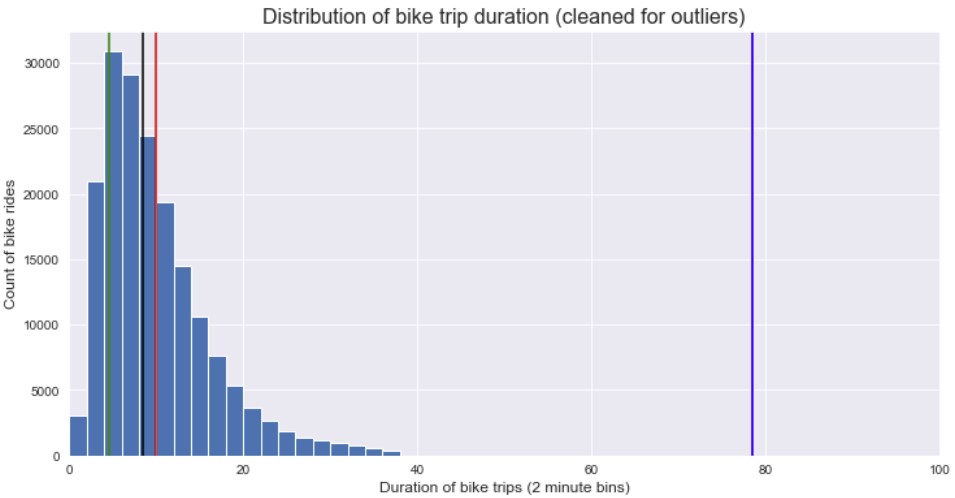 Distribution of bike trip duration (cleaned for outliers)
Count of bike rides
30000
25000
20000
15000
10000
5000
0
0 20 40 60 80 100
Duration of bike trips (2 minute bins)